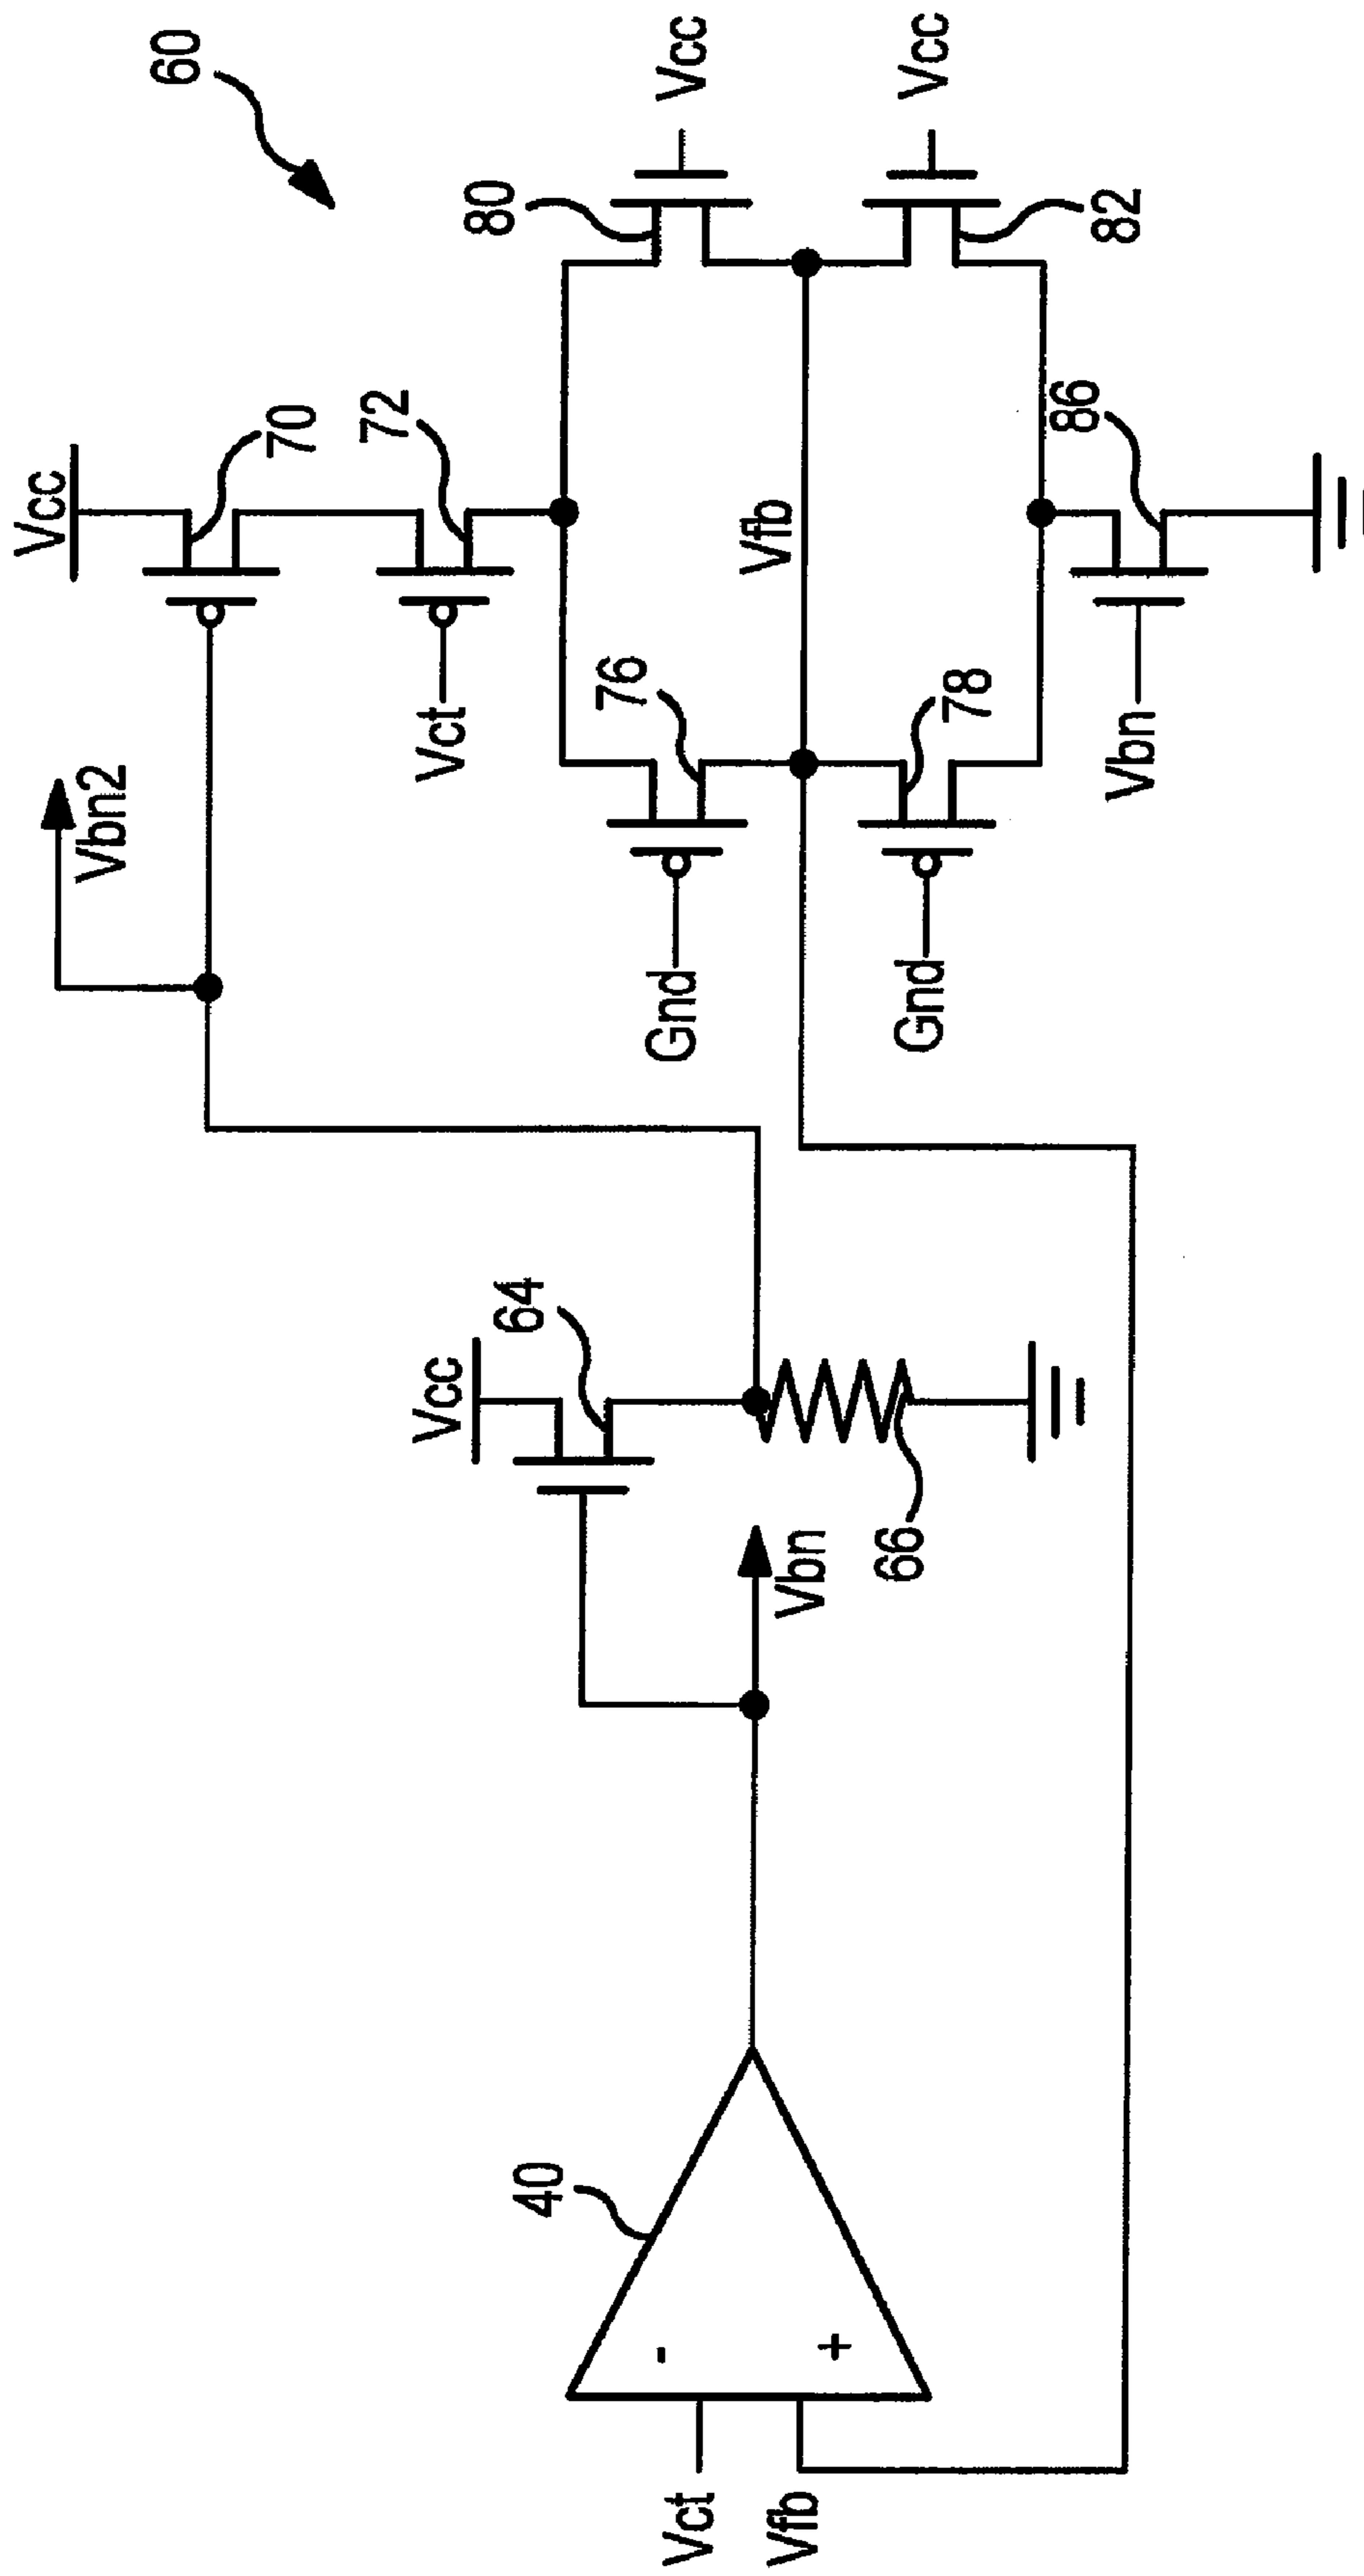 60
Vcc
70
Vbn2
72
Vct
80
Vcc
76
Gnd
Vfb
78
Gnd
82
Vcc
86
Vbn
Vcc
64
66
Vbn
40
-
+
Vct
Vfb